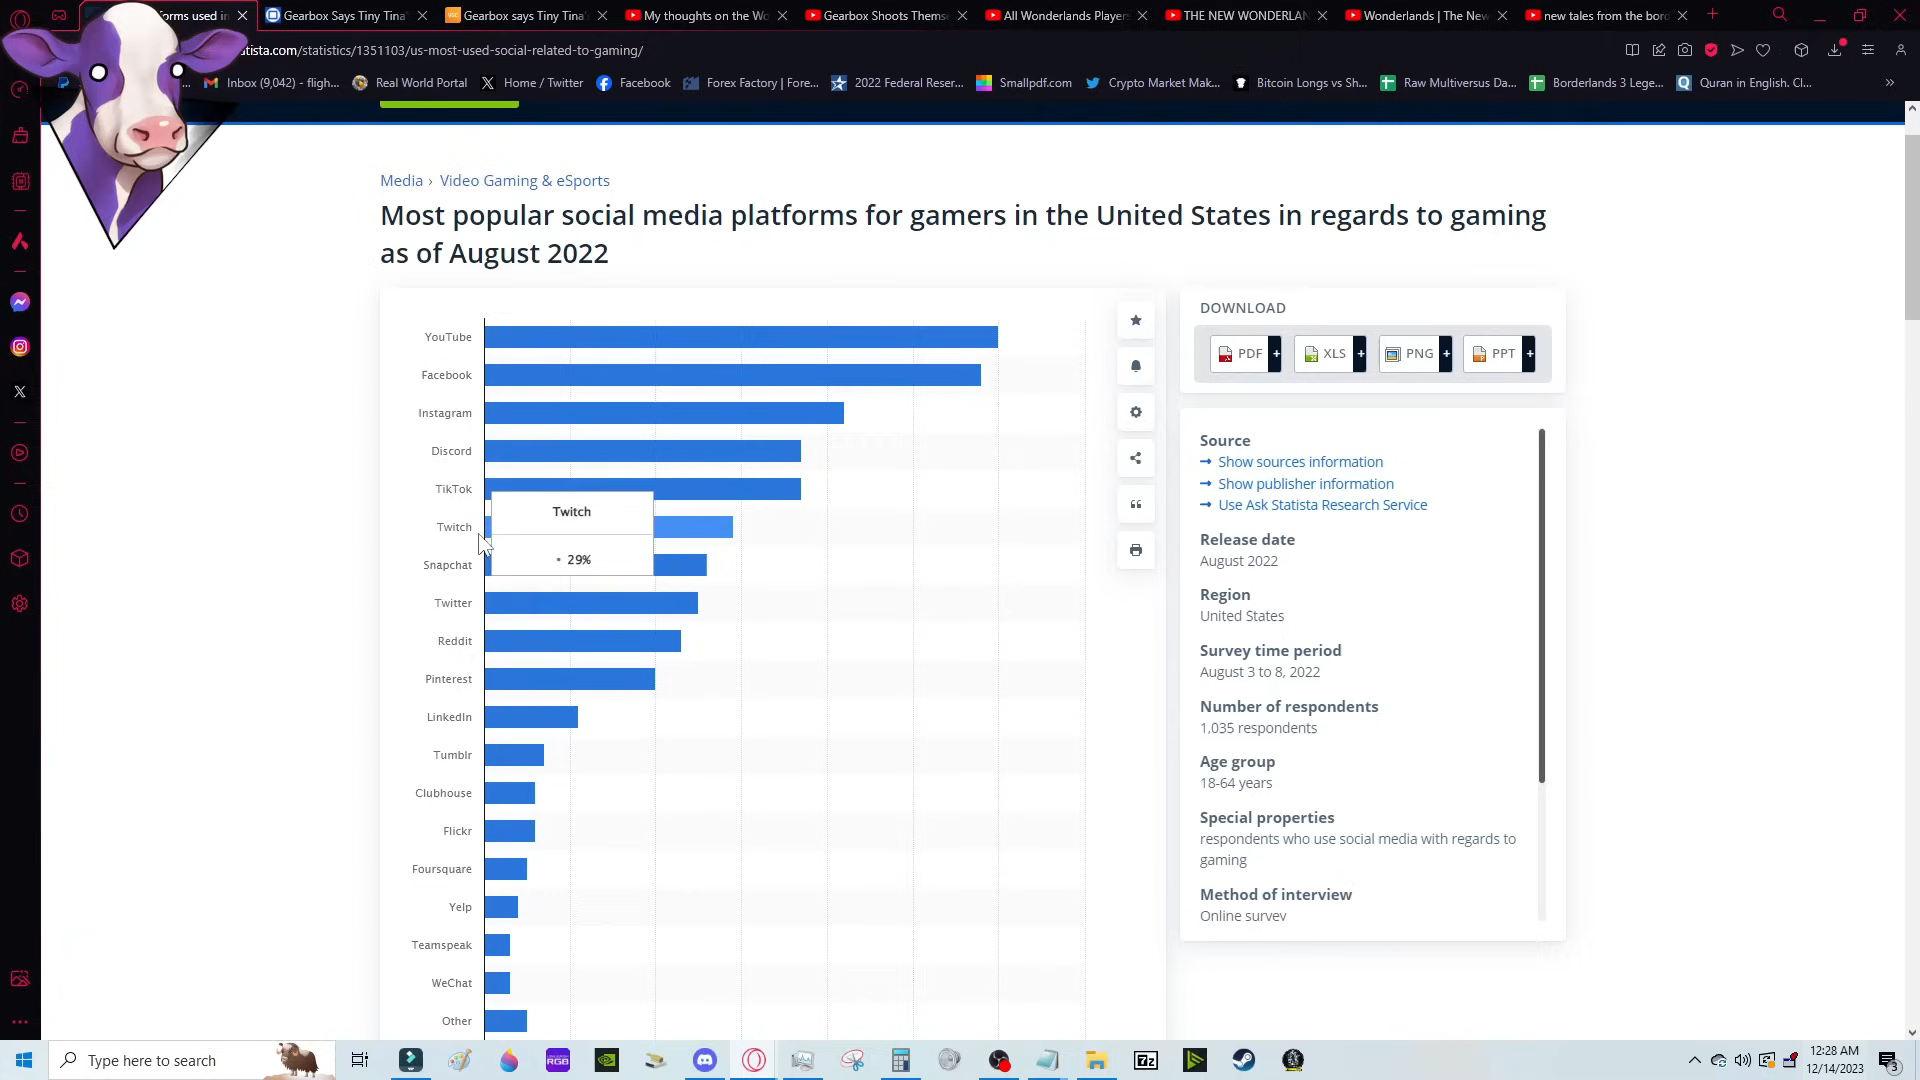 forms used in
Gearbox Says Tiny Tina'
Gearbox says Tiny Tina'
My thoughts on the Wo
Gearbox Shoots Themse
All Wonderlands Players
THE NEW WONDERLAN
Wonderlands | The New
new tales from the bord
tista.com/statistics/1351103/us-most-used-social-related-to-gaming/
Inbox (9,042) - fligh...
Real World Portal
Home / Twitter
Facebook
Forex Factory | Fore...
2022 Federal Reser...
Smallpdf.com
Crypto Market Mak...
Bitcoin Longs vs Sh...
Raw Multiversus Da...
Borderlands 3 Lege...
Quran in English. Cl...
Media › Video Gaming & eSports
Most popular social media platforms for gamers in the United States in regards to gaming
as of August 2022
YouTube
Facebook
Instagram
Discord
TikTok
Twitch
Snapchat
Twitter
Reddit
Pinterest
LinkedIn
Tumblr
Clubhouse
Flickr
Foursquare
Yelp
Teamspeak
WeChat
Other
Twitch
• 29%
DOWNLOAD
PDF +
XLS +
PNG +
PPT +
Source
→ Show sources information
→ Show publisher information
→ Use Ask Statista Research Service
Release date
August 2022
Region
United States
Survey time period
August 3 to 8, 2022
Number of respondents
1,035 respondents
Age group
18-64 years
Special properties
respondents who use social media with regards to
gaming
Method of interview
Online survey
Type here to search
12:28 AM
12/14/2023
3